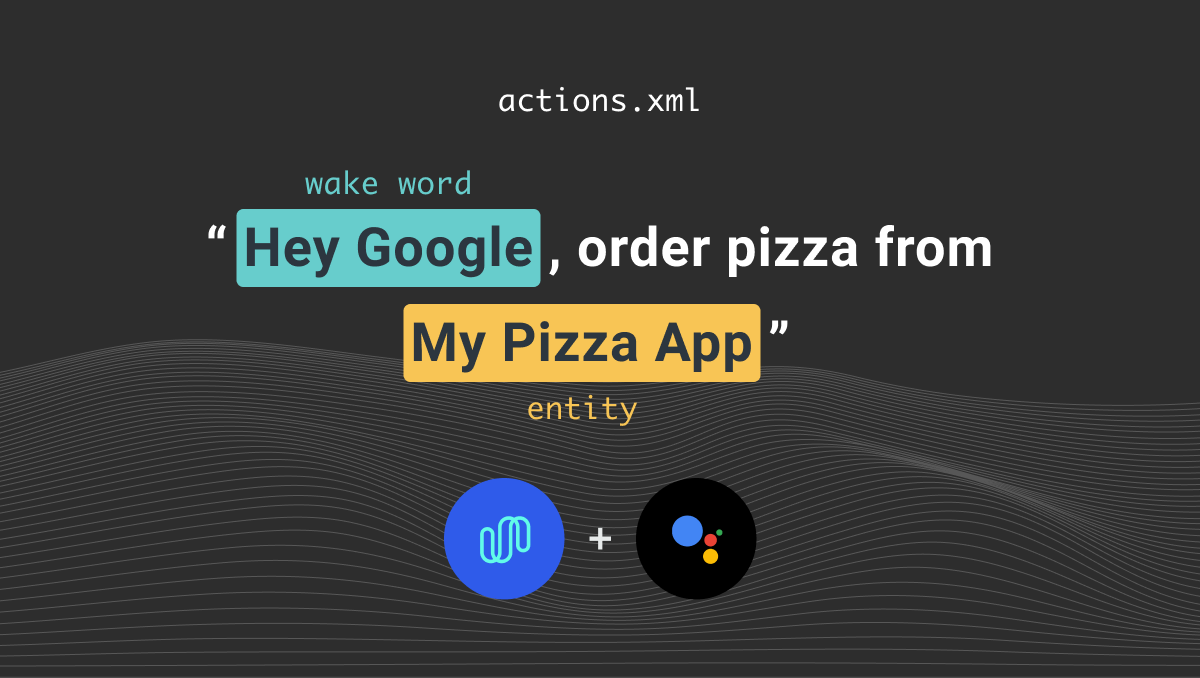 actions.xml
wake word
“ Hey Google, order pizza from
My Pizza App ”
entity
+